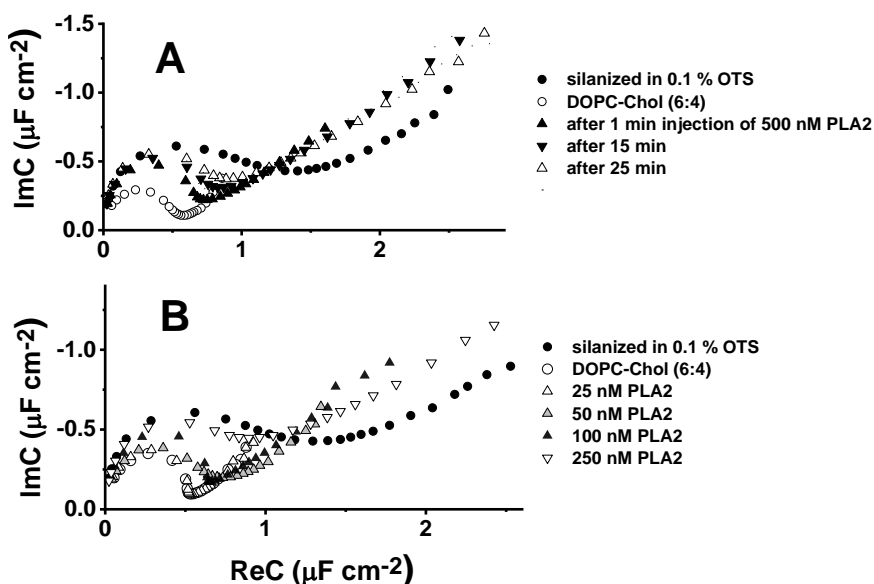 -1.5
-1.0
-0.5
0.0
ImC (μF cm-2)
A
0
1
2
silanized in 0.1 % OTS
DOPC-Chol (6:4)
after 1 min injection of 500 nM PLA2
after 15 min
after 25 min
-1.0
-0.5
0.0
ImC (μF cm-2)
B
0
1
2
ReC (μF cm-2)
silanized in 0.1 % OTS
DOPC-Chol (6:4)
25 nM PLA2
50 nM PLA2
100 nM PLA2
250 nM PLA2